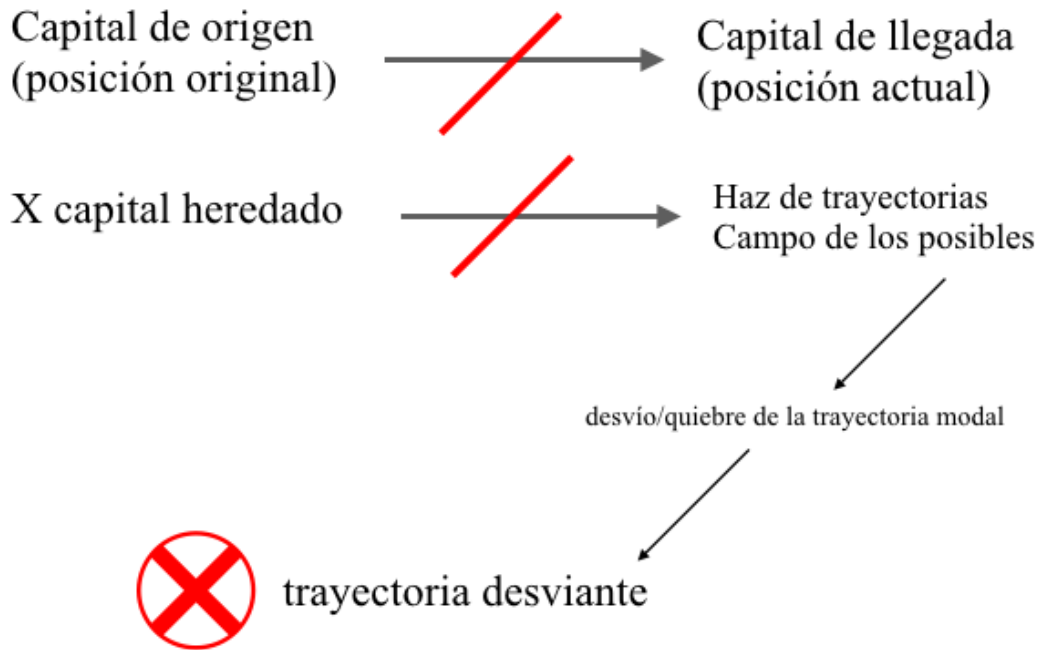 Capital de origen
(posición original)
Capital de llegada
(posición actual)
X capital heredado
Haz de trayectorias
Campo de los posibles
desvío/quiebre de la trayectoria modal
trayectoria desviante